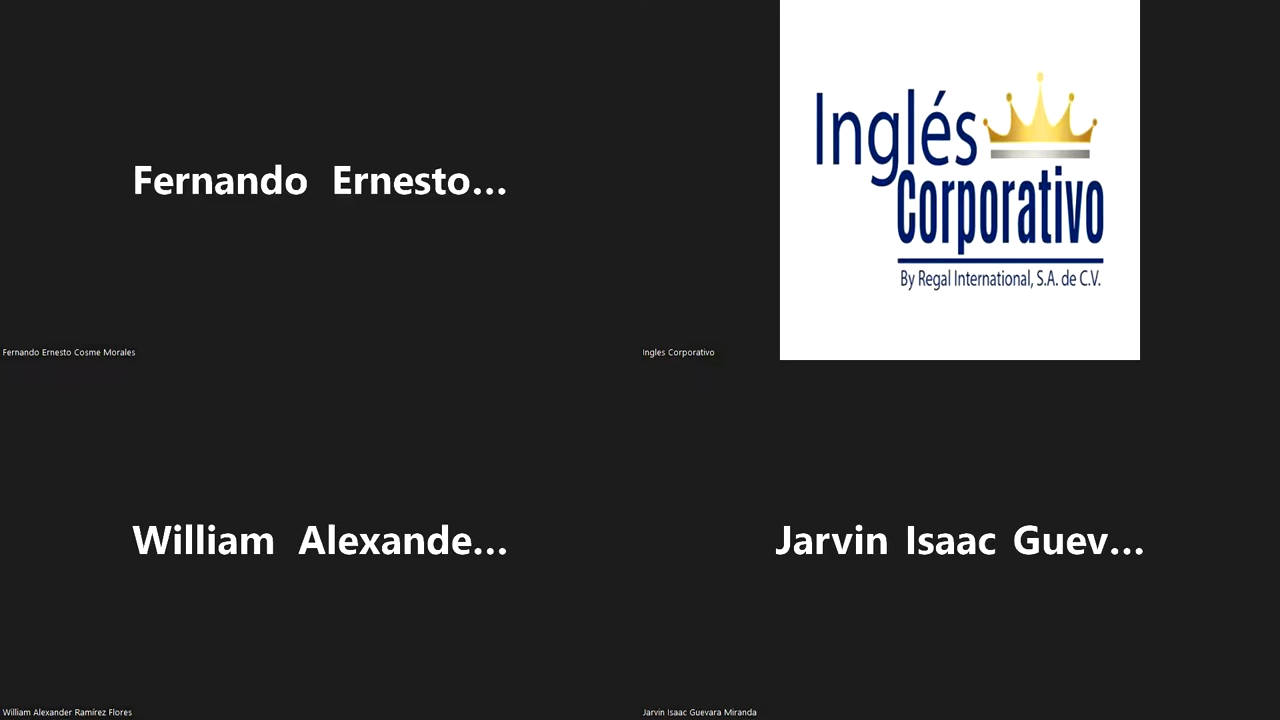 Fernando Ernesto...
Fernando Ernesto Cosme Morales
Inglés
Corporativo
By Regal International, S.A. de C.V.
Ingles Corporativo
William Alexande...
William Alexander Ramírez Flores
Jarvin Isaac Guev...
Jarvin Isaac Guevara Miranda